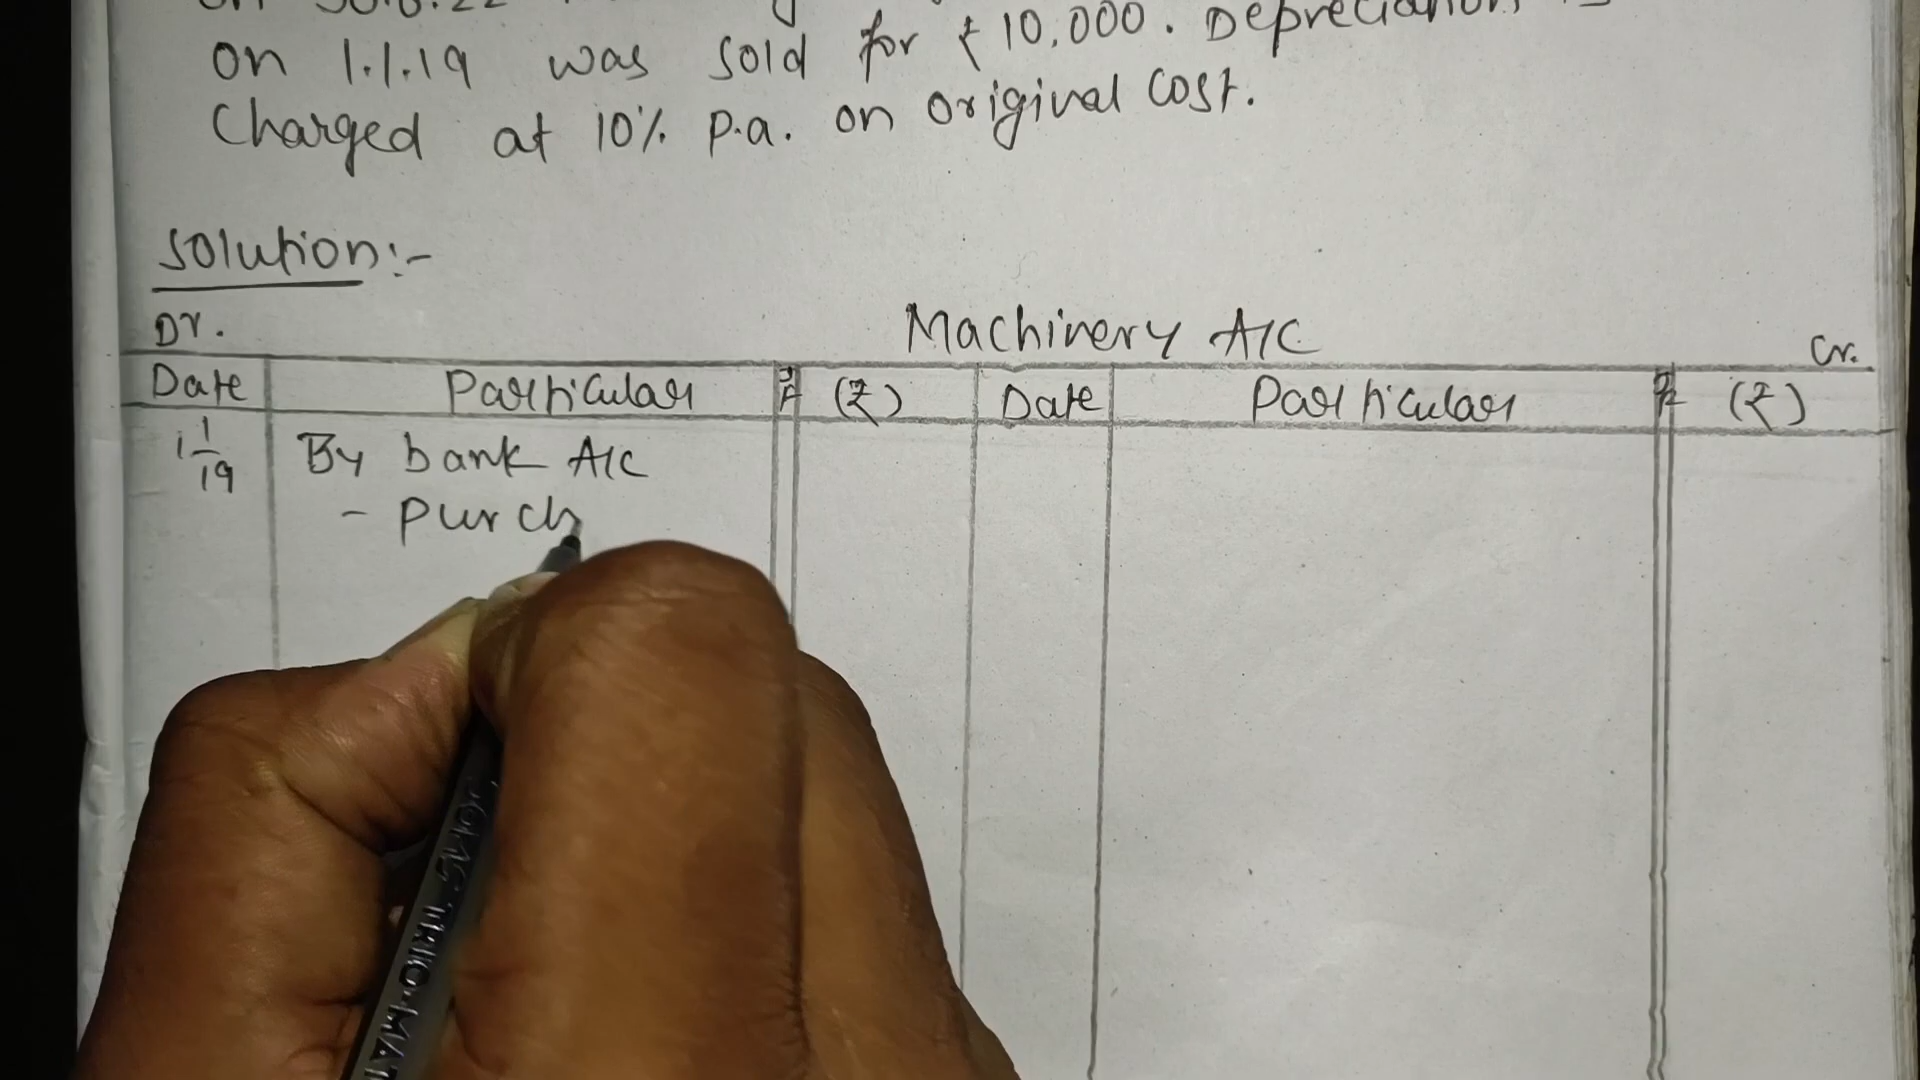 on 1.1.19 was sold for ₹ 10,000. Depreciation
Charged at 10% p.a. on original cost.
Solution:-
Dr. Machinery A/C Cr.
Date Particular (₹) Date Particular (₹)
1 1/19 By bank A/C
- purch